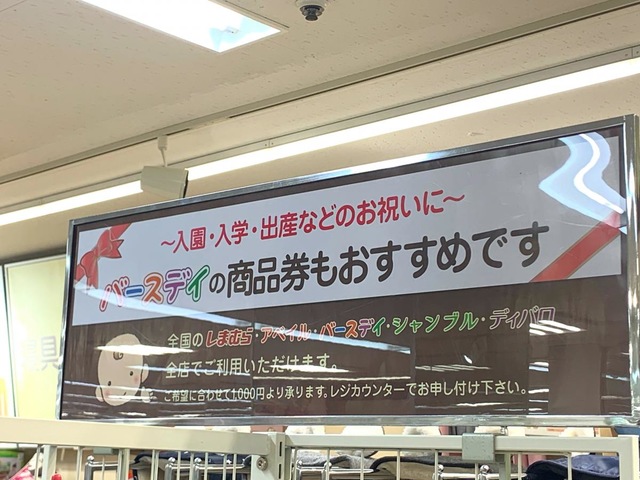 ～入園・入学・出産などのお祝いに～
バースデイの商品券もおすすめです
全国のしまむら・アベイル・バースデイ・シャンブル・ディバロ
全店でご利用いただけます。
ご希望に合わせて1000円より承ります。レジカウンターでお申し付け下さい。